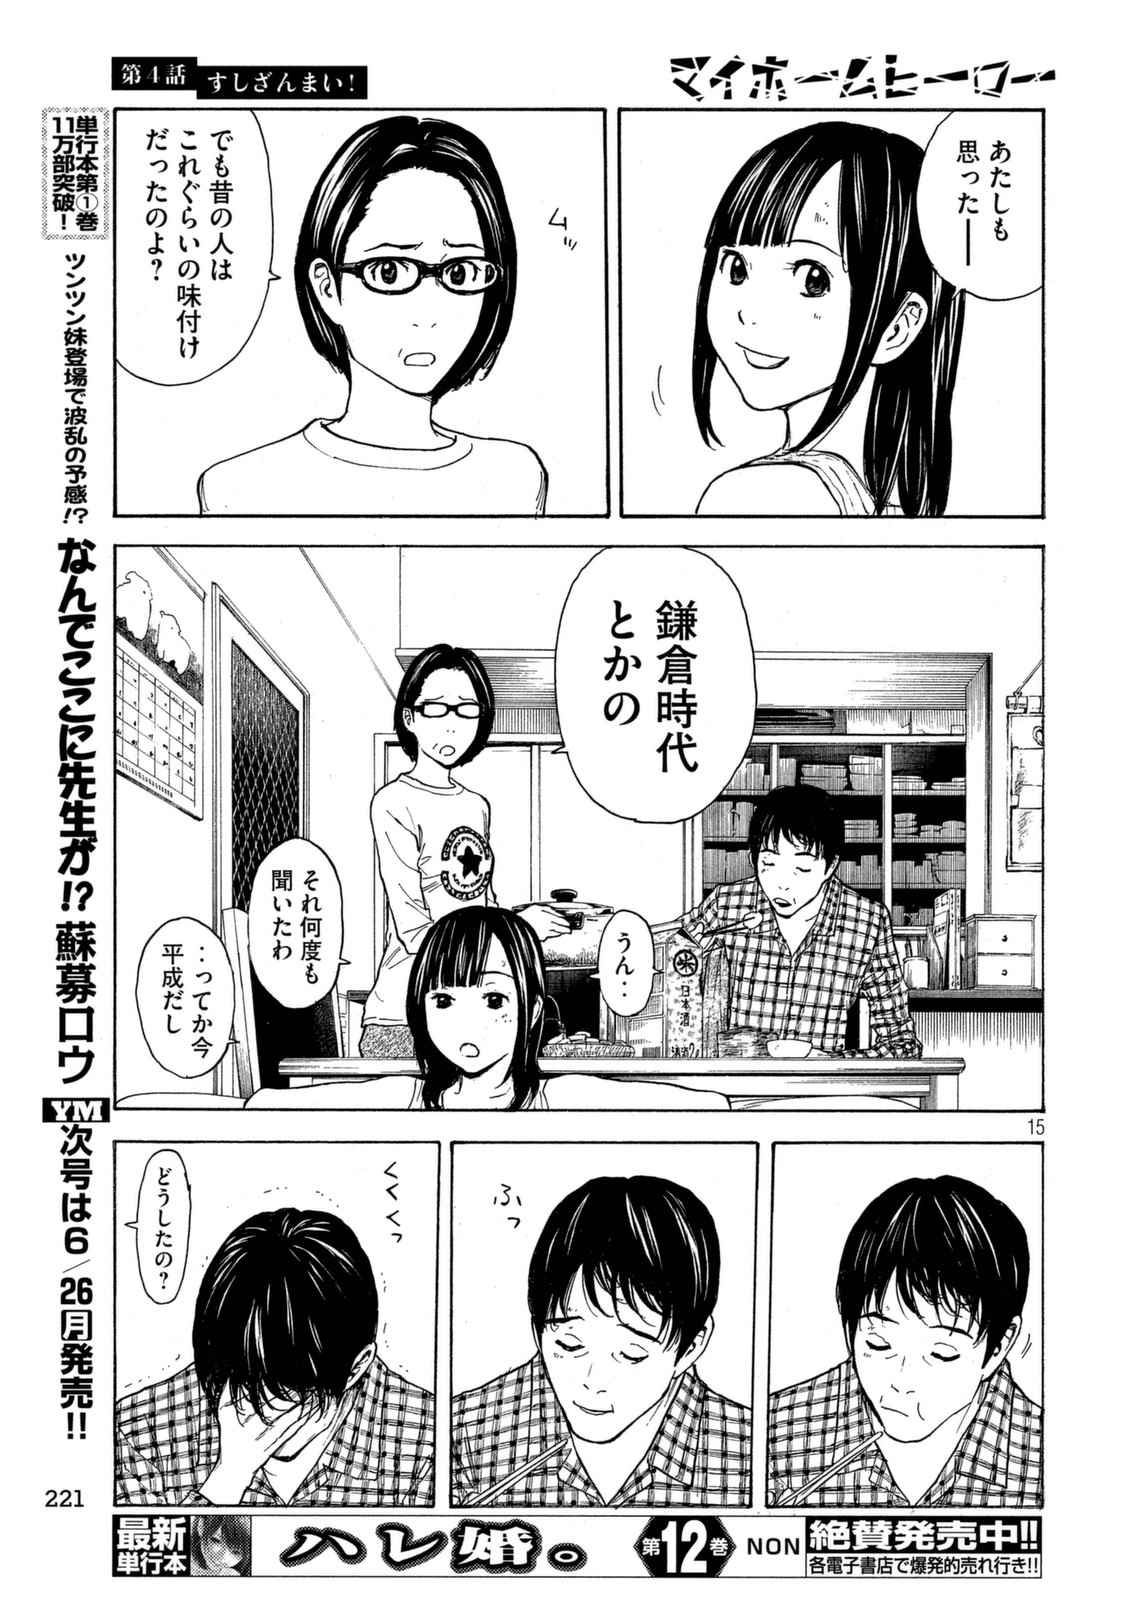 マイホームヒーロー
第4話
すしざんまい!
あたしも
思った――
ムッ
でも昔の人は
これぐらいの味付け
だったのよ?
鎌倉時代
とかの
うん‥
米
日本酒
それ何度も
聞いたわ
‥ってか今
平成だし
15
ふっ
くくくっ
どうしたの?
単行本第①巻
11万部突破!
ツンツン妹登場で波乱の予感!?
なんでここに先生が!?
蘇募ロウ
YM次号は6/26月発売!!
221
最新
単行本
ハレ婚。
第12巻
NON
絶賛発売中!!
各電子書店で爆発的売れ行き!!